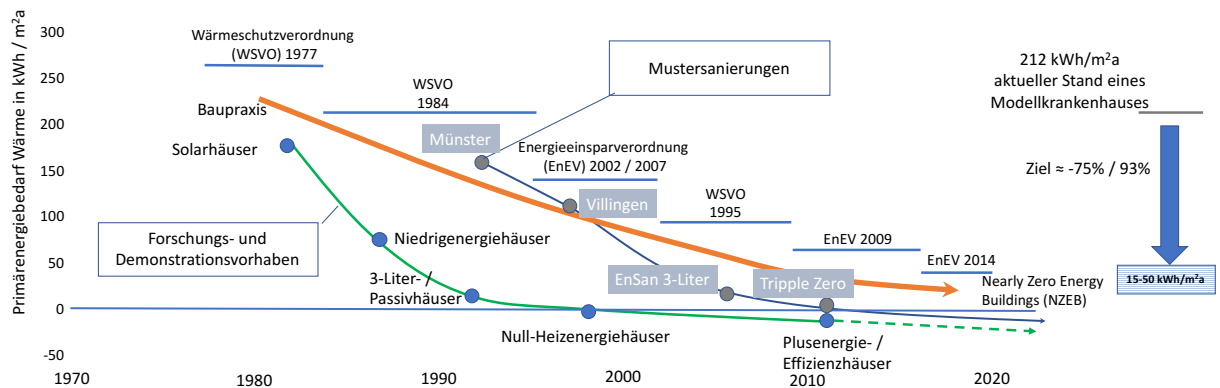 Primärenergiebedarf Wärme in kWh / m²a
300
250
200
150
100
50
0
-50
1970
1980
1990
2000
2010
2020
Wärmeschutzverordnung
(WSVO) 1977
WSVO
1984
Mustersanierungen
Baupraxis
Solarhäuser
Münster
Energieeinsparverordnung
(EnEV) 2002 / 2007
Villingen
WSVO
1995
Forschungs- und
Demonstrationsvorhaben
Niedrigenergiehäuser
3-Liter-/
Passivhäuser
EnSan 3-Liter
Tripple Zero
EnEV 2009
EnEV 2014
Nearly Zero Energy
Buildings (NZEB)
Null-Heizenergiehäuser
Plusenergie- /
Effizienzhäuser
212 kWh/m²a
aktueller Stand eines
Modellkrankenhauses
Ziel ≈ -75% / 93%
15-50 kWh/m²a